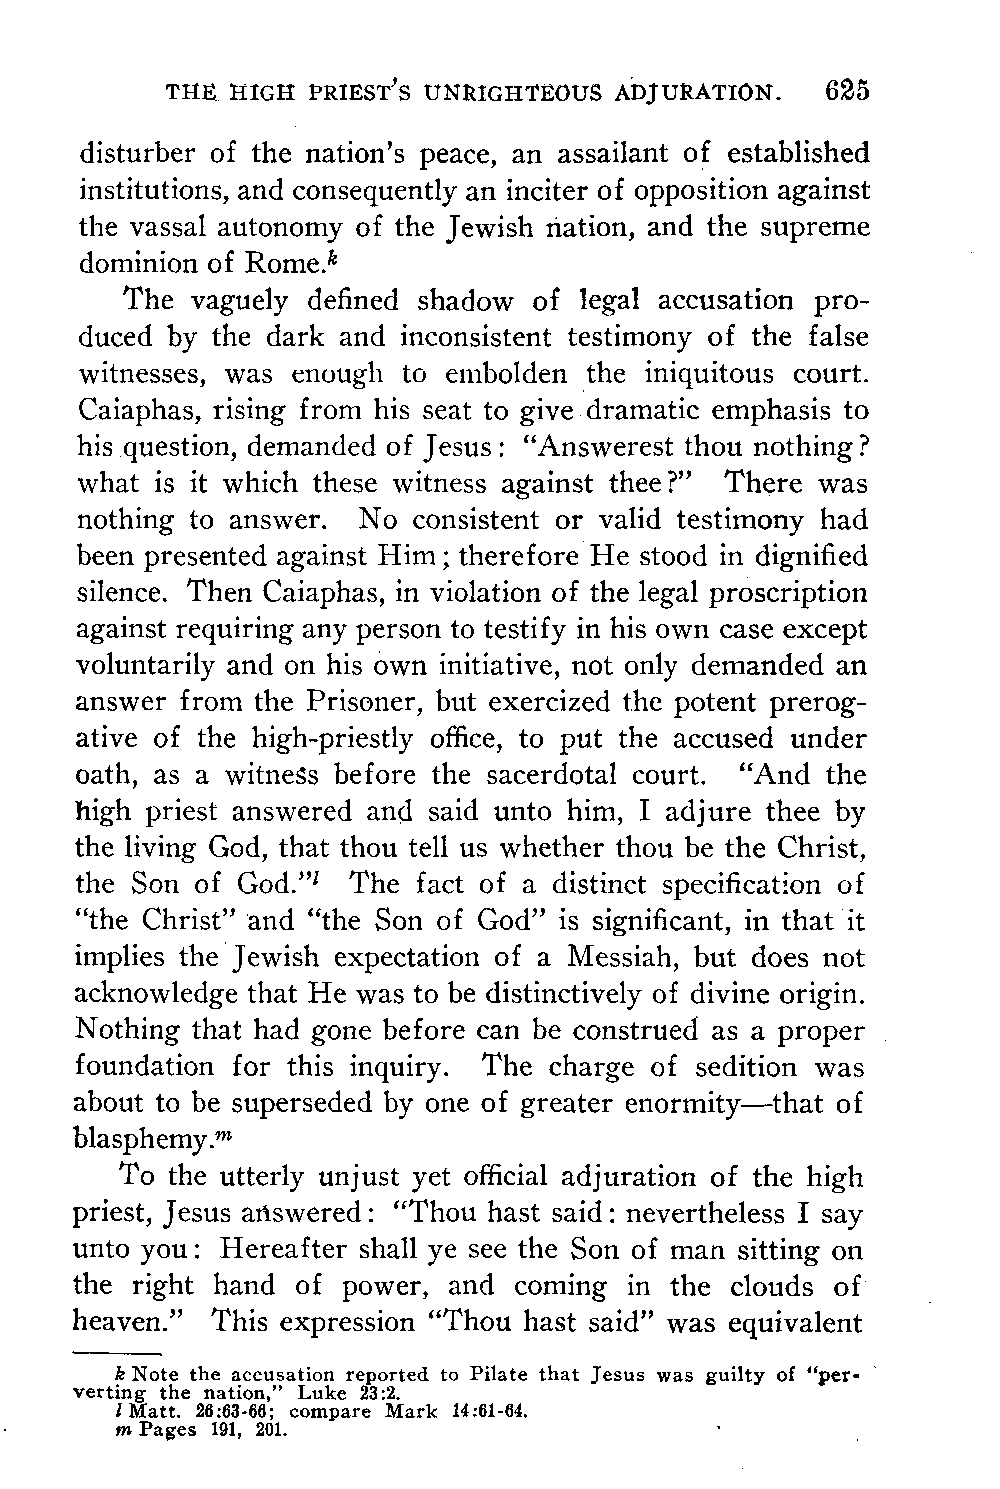 THE HIGH PRIEST'S UNRIGHTEOUS ADJURATION. 625
disturber of the nation's peace, an assailant of established
institutions, and consequently an inciter of opposition against
the vassal autonomy of the Jewish nation, and the supreme
dominion of Rome.k
The vaguely defined shadow of legal accusation pro-
duced by the dark and inconsistent testimony of the false
witnesses, was enough to embolden the iniquitous court.
Caiaphas, rising from his seat to give dramatic emphasis to
his question, demanded of Jesus: “Answerest thou nothing?
what is it which these witness against thee?” There was
nothing to answer. No consistent or valid testimony had
been presented against Him; therefore He stood in dignified
silence. Then Caiaphas, in violation of the legal proscription
against requiring any person to testify in his own case except
voluntarily and on his own initiative, not only demanded an
answer from the Prisoner, but exercized the potent prerog-
ative of the high-priestly office, to put the accused under
oath, as a witness before the sacerdotal court. “And the
high priest answered and said unto him, I adjure thee by
the living God, that thou tell us whether thou be the Christ,
the Son of God.”l The fact of a distinct specification of
“the Christ” and “the Son of God” is significant, in that it
implies the Jewish expectation of a Messiah, but does not
acknowledge that He was to be distinctively of divine origin.
Nothing that had gone before can be construed as a proper
foundation for this inquiry. The charge of sedition was
about to be superseded by one of greater enormity—that of
blasphemy.m
To the utterly unjust yet official adjuration of the high
priest, Jesus answered: “Thou hast said: nevertheless I say
unto you: Hereafter shall ye see the Son of man sitting on
the right hand of power, and coming in the clouds of
heaven.” This expression “Thou hast said” was equivalent
k Note the accusation reported to Pilate that Jesus was guilty of “per-
verting the nation,” Luke 23:2.
l Matt. 26:63-66; compare Mark 14:61-64.
m Pages 191, 201.